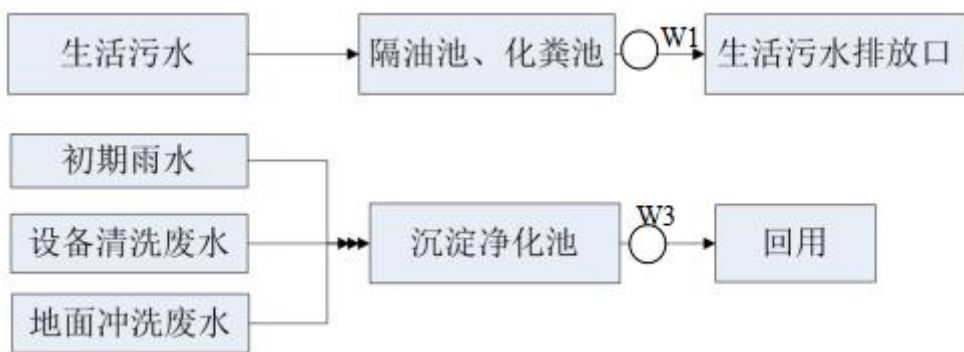 生活污水
隔油池、化粪池
W1
生活污水排放口
初期雨水
设备清洗废水
地面冲洗废水
沉淀净化池
W3
回用